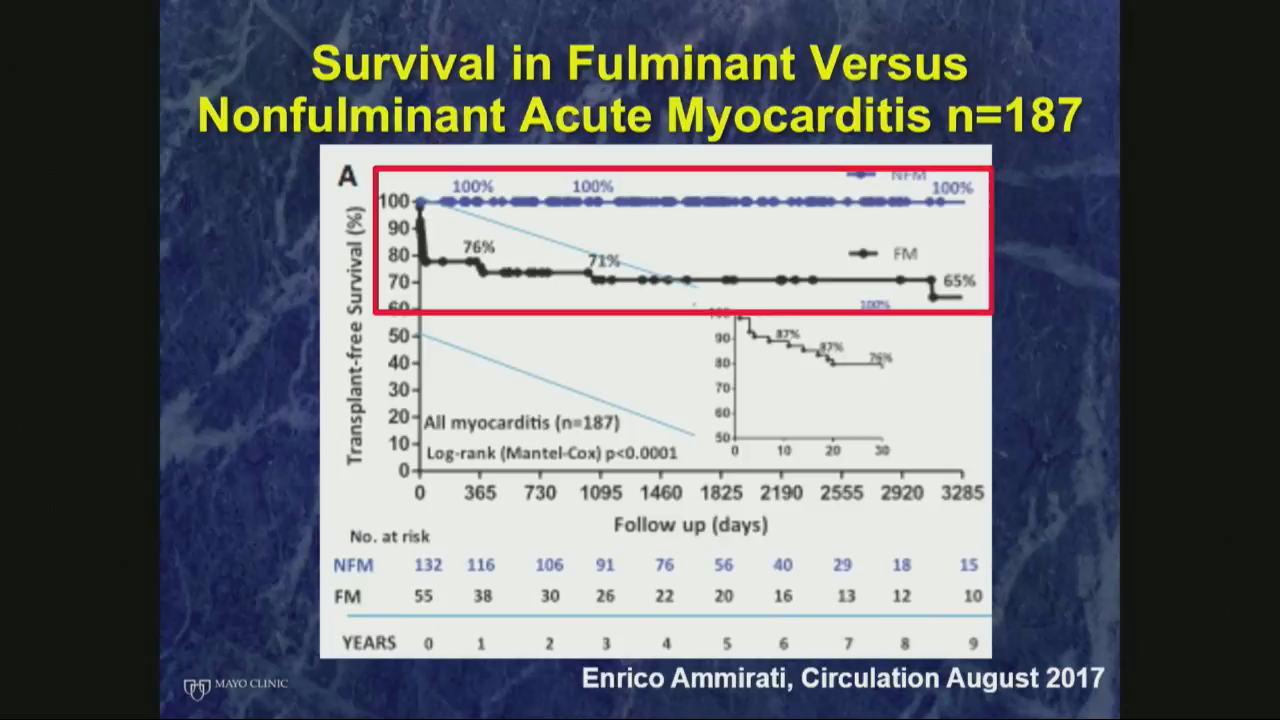 Survival in Fulminant Versus
Nonfulminant Acute Myocarditis n=187
A
NFM
100% 100% 100%
100
90
80
70
60
50
40
30
20
10
0
Transplant-free Survival (%)
76%
71%
FM
65%
100%
100
90
80
70
60
50
87%
87%
76%
0 10 20 30
All myocarditis (n=187)
Log-rank (Mantel-Cox) p<0.0001
0 365 730 1095 1460 1825 2190 2555 2920 3285
Follow up (days)
No. at risk
NFM 132 116 106 91 76 56 40 29 18 15
FM 55 38 30 26 22 20 16 13 12 10
YEARS 0 1 2 3 4 5 6 7 8 9
MAYO CLINIC
Enrico Ammirati, Circulation August 2017